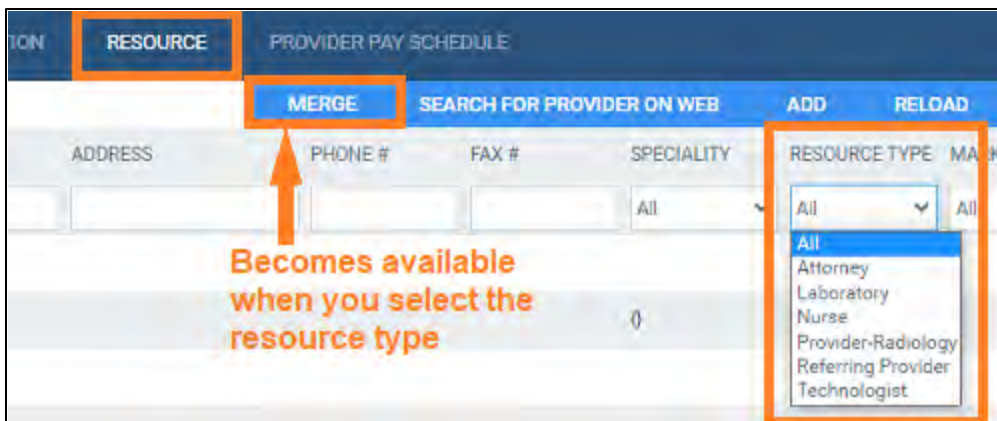 TION RESOURCE PROVIDER PAY SCHEDULE
MERGE SEARCH FOR PROVIDER ON WEB ADD RELOAD
ADDRESS PHONE # FAX # SPECIALITY RESOURCE TYPE MARK
All All All
All
Attorney
Laboratory
Nurse
Provider-Radiology
Referring Provider
Technologist
Becomes available
when you select the
resource type
()